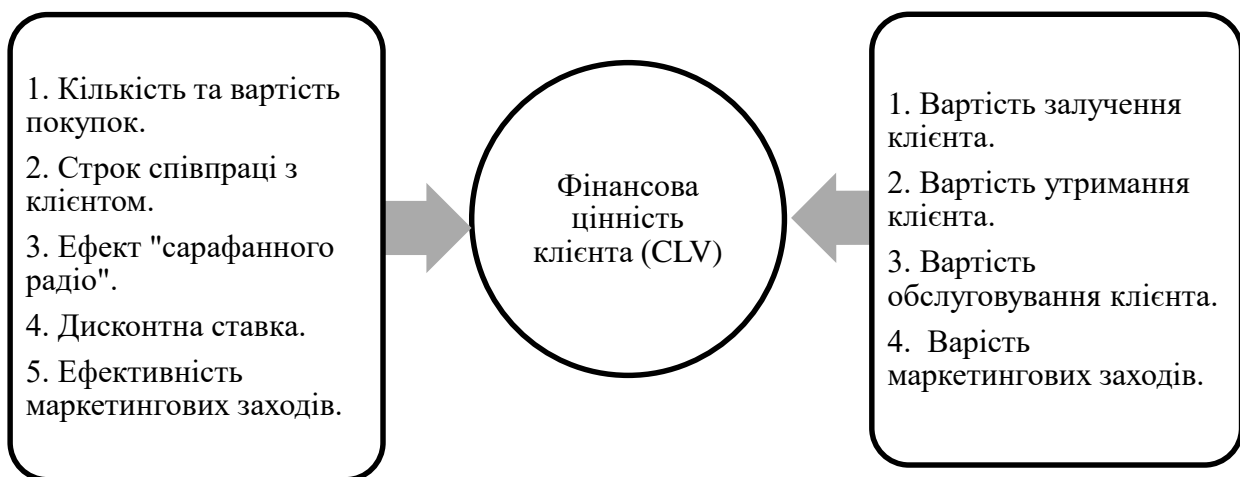 1. Кількість та вартість
покупок.
2. Строк співпраці з
клієнтом.
3. Ефект "сарафанного
радіо".
4. Дисконтна ставка.
5. Ефективність
маркетингових заходів.
Фінансова
цінність
клієнта (CLV)
1. Вартість залучення
клієнта.
2. Вартість утримання
клієнта.
3. Вартість
обслуговування клієнта.
4. Варість
маркетингових заходів.